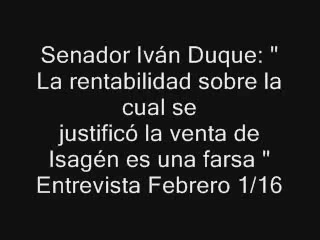 Senador Iván Duque: "
La rentabilidad sobre la
cual se
justificó la venta de
Isagén es una farsa "
Entrevista Febrero 1/16